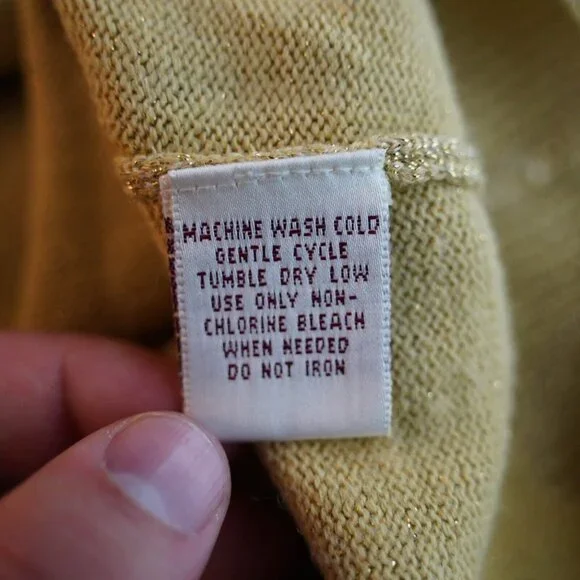 MACHINE WASH COLD
GENTLE CYCLE
TUMBLE DRY LOW
USE ONLY NON-
CHLORINE BLEACH
WHEN NEEDED
DO NOT IRON